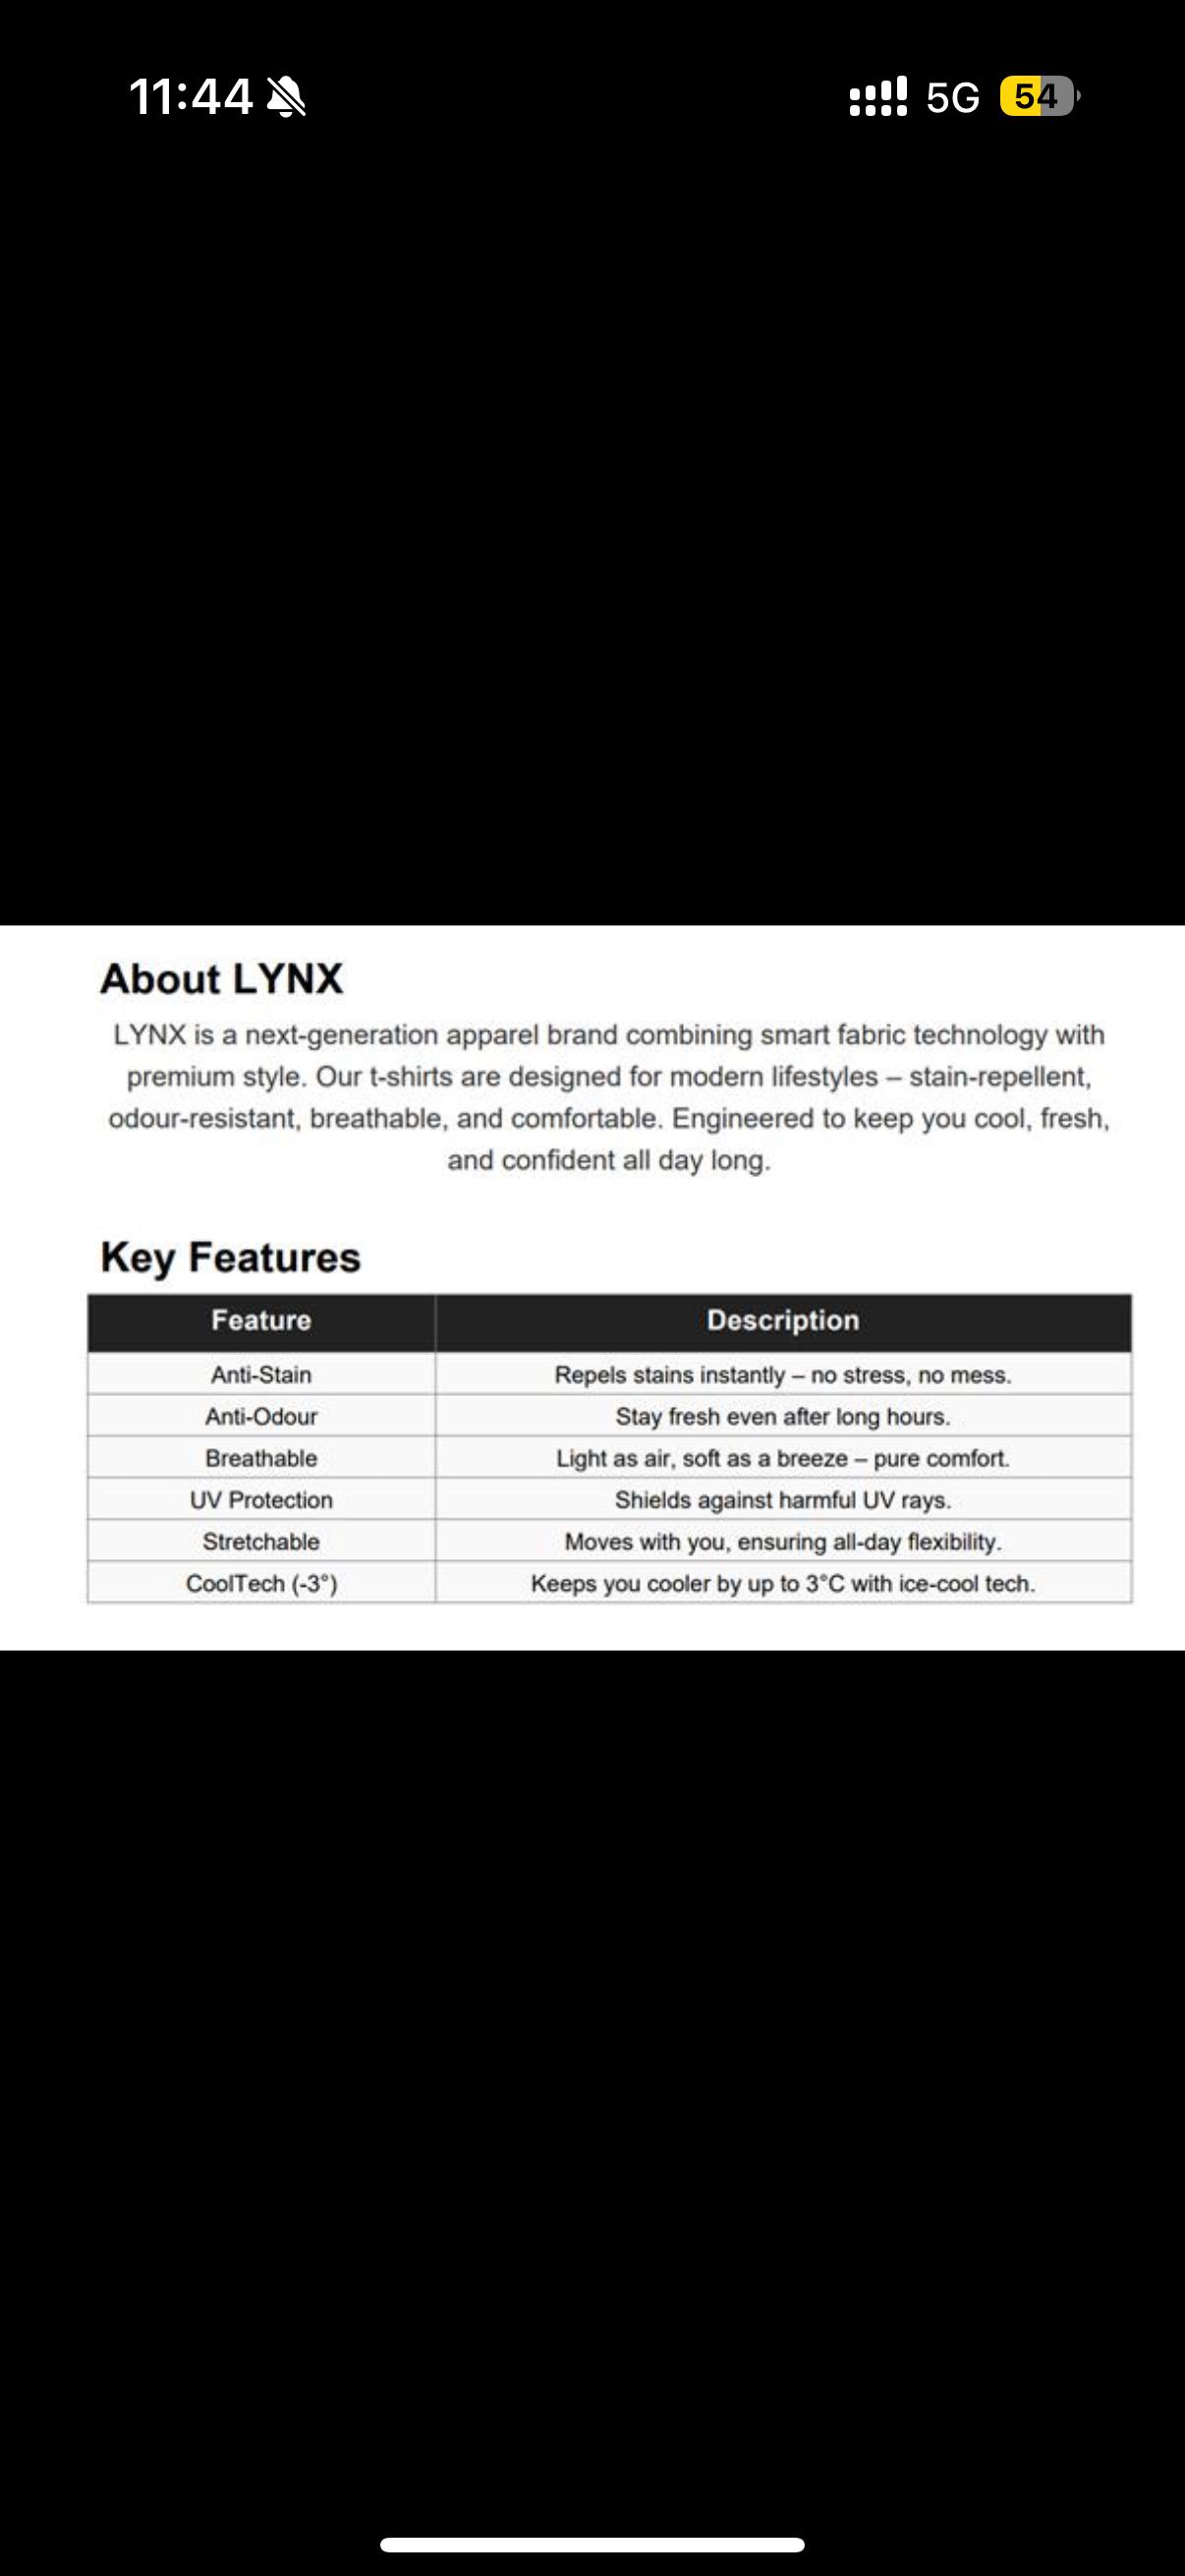 11:44 5G 54
About LYNX
LYNX is a next-generation apparel brand combining smart fabric technology with
premium style. Our t-shirts are designed for modern lifestyles – stain-repellent,
odour-resistant, breathable, and comfortable. Engineered to keep you cool, fresh,
and confident all day long.
Key Features
Feature Description
Anti-Stain Repels stains instantly – no stress, no mess.
Anti-Odour Stay fresh even after long hours.
Breathable Light as air, soft as a breeze – pure comfort.
UV Protection Shields against harmful UV rays.
Stretchable Moves with you, ensuring all-day flexibility.
CoolTech (-3°) Keeps you cooler by up to 3°C with ice-cool tech.